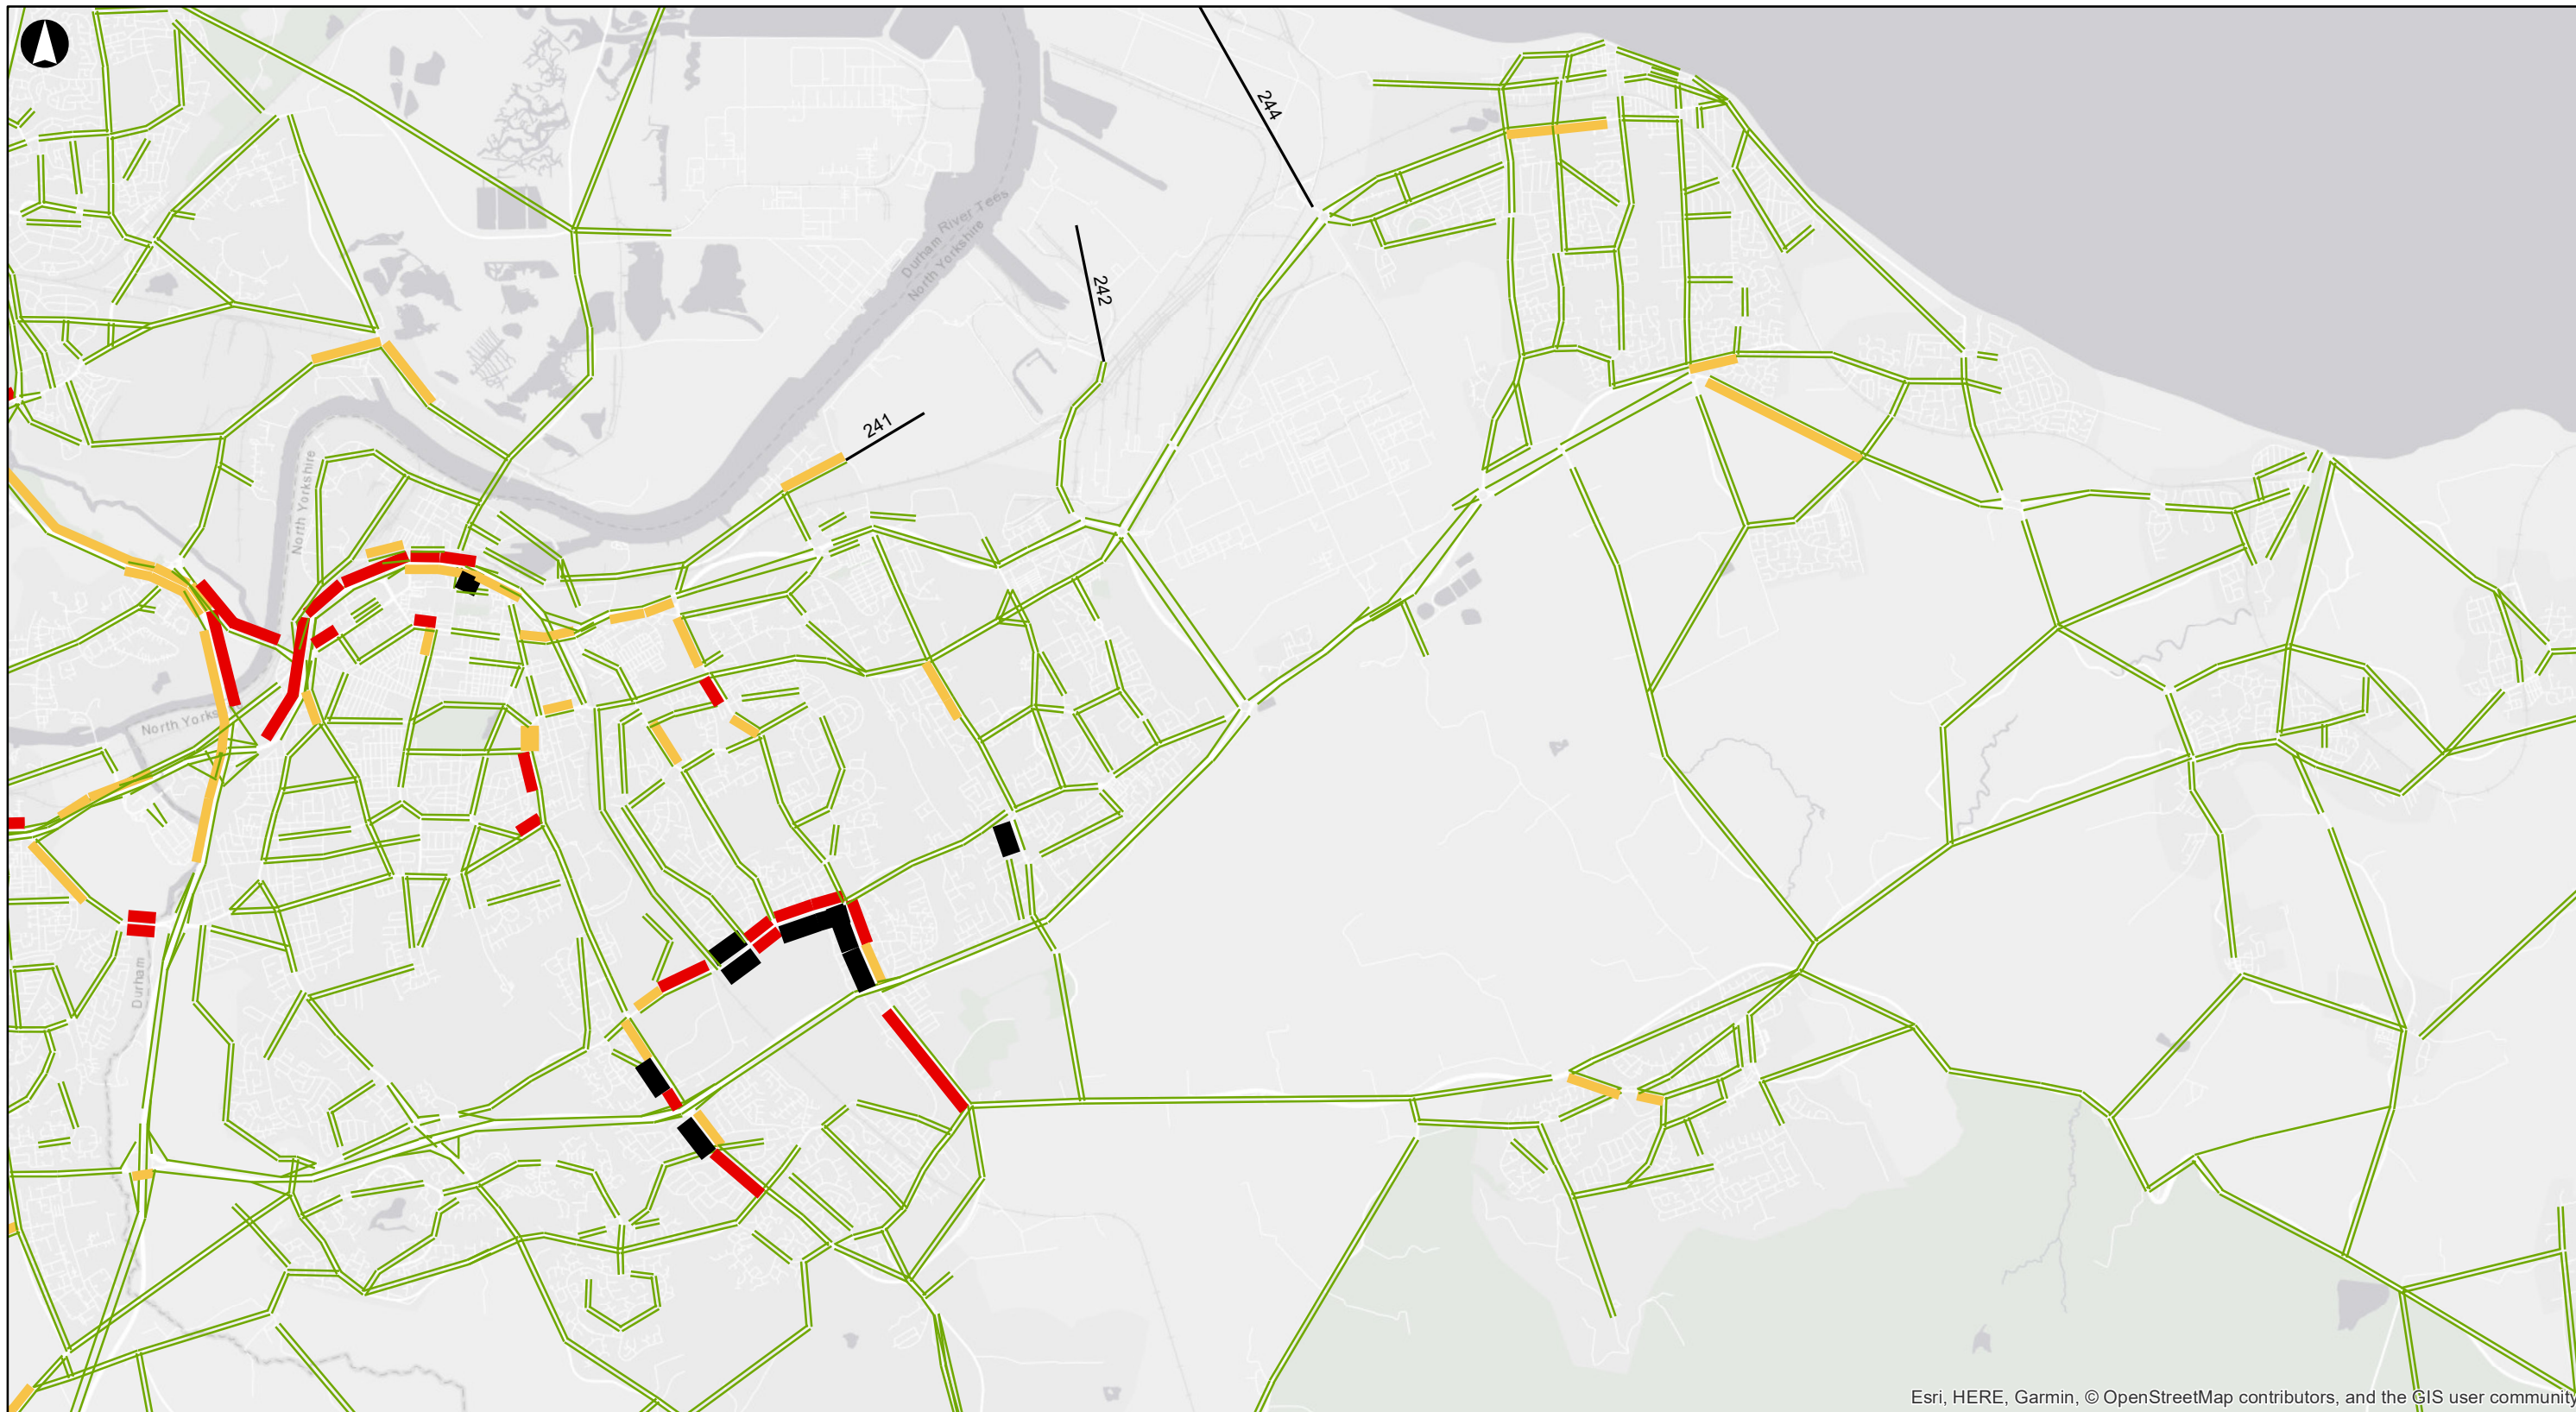 244
Durham River Tees
North Yorkshire
242
241
North Yorkshire
North Yorks
Durham
Esri, HERE, Garmin, © OpenStreetMap contributors, and the GIS user community